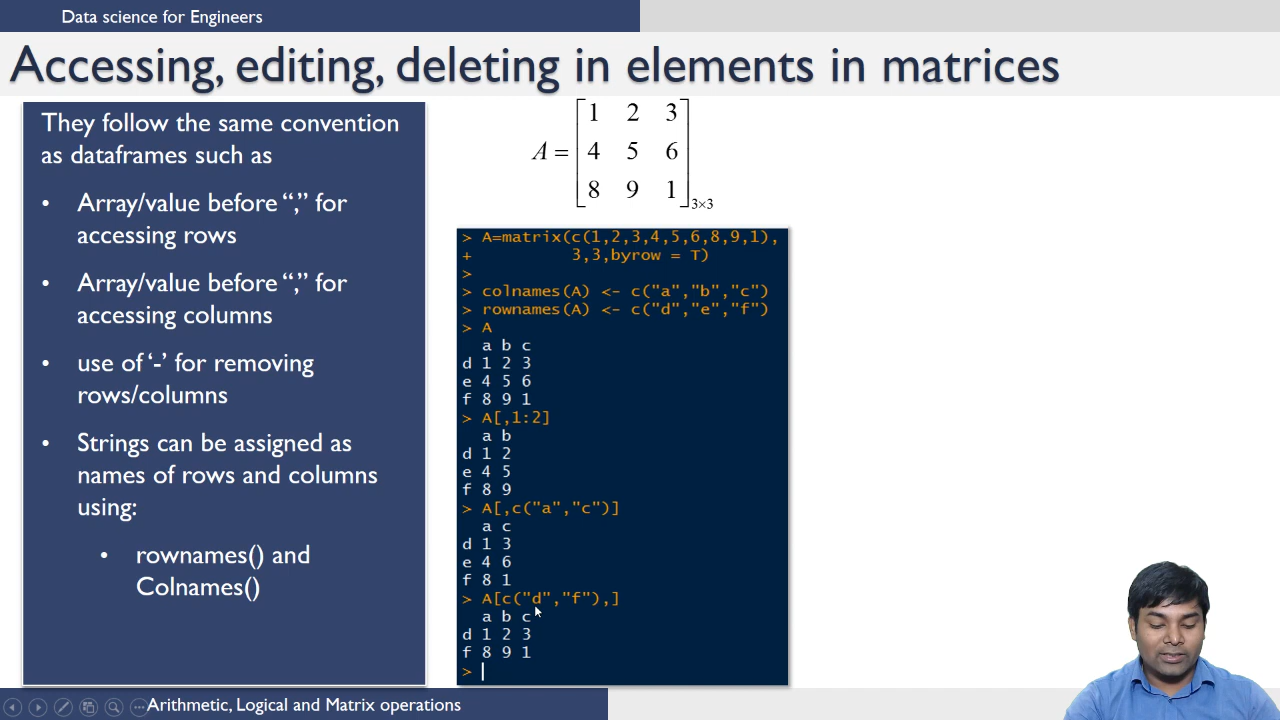 Data science for Engineers
Accessing, editing, deleting in elements in matrices
They follow the same convention
as dataframes such as
• Array/value before “,” for
accessing rows
• Array/value before “,” for
accessing columns
• use of ‘-’ for removing
rows/columns
• Strings can be assigned as
names of rows and columns
using:
• rownames() and
Colnames()
A = [ 1 2 3
4 5 6
8 9 1 ] 3×3
> A=matrix(c(1,2,3,4,5,6,8,9,1),
+ 3,3,byrow = T)
>
> colnames(A) <- c("a","b","c")
> rownames(A) <- c("d","e","f")
> A
a b c
d 1 2 3
e 4 5 6
f 8 9 1
> A[,1:2]
a b
d 1 2
e 4 5
f 8 9
> A[,c("a","c")]
a c
d 1 3
e 4 6
f 8 1
> A[c("d","f"),]
a b c
d 1 2 3
f 8 9 1
>
Arithmetic, Logical and Matrix operations